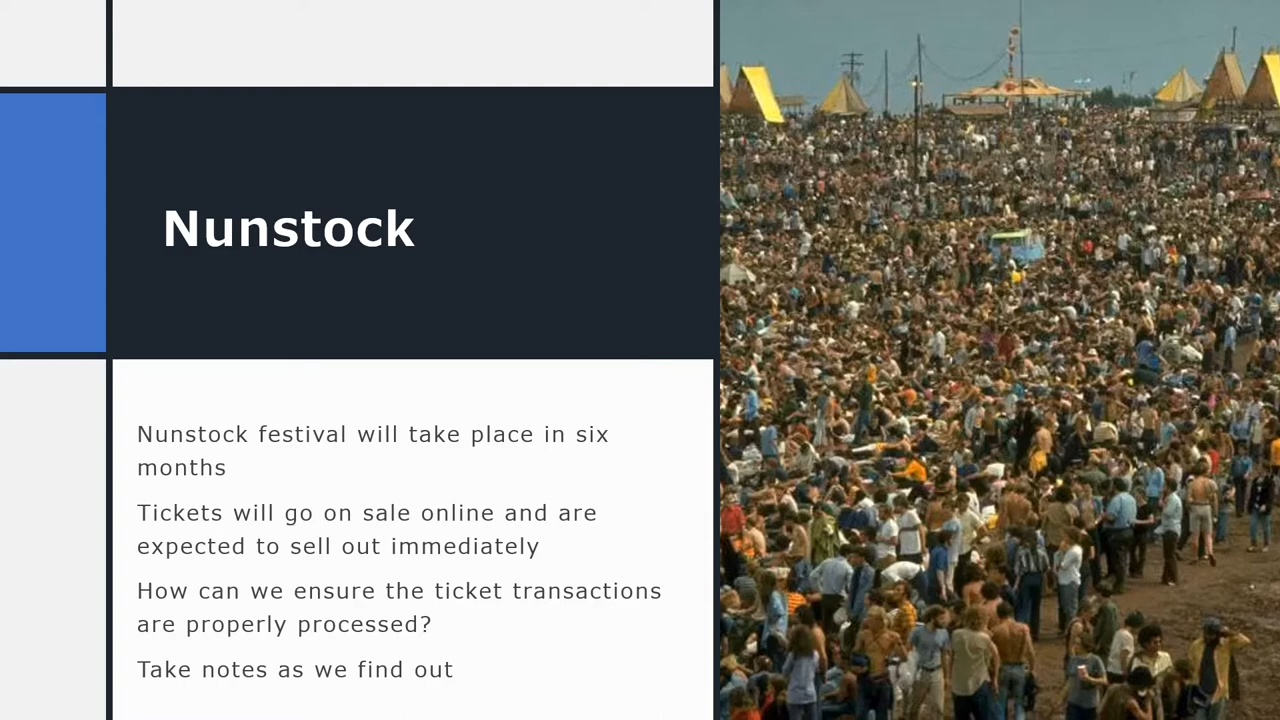 Nunstock
Nunstock festival will take place in six
months
Tickets will go on sale online and are
expected to sell out immediately
How can we ensure the ticket transactions
are properly processed?
Take notes as we find out